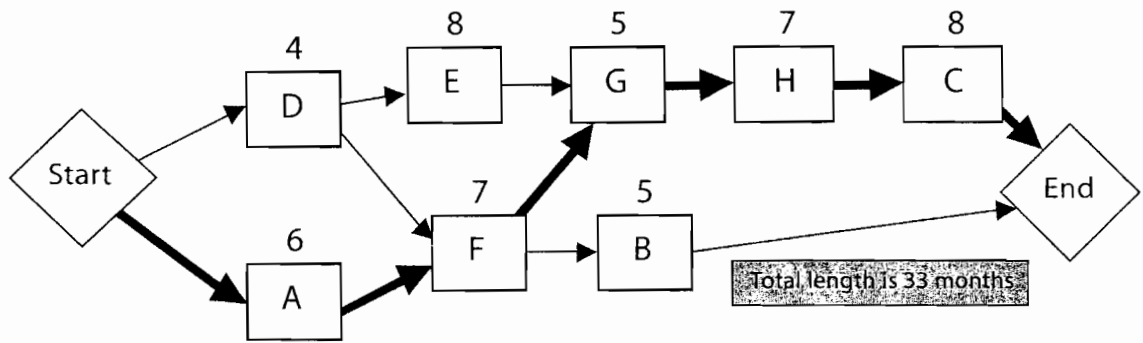 8 5 7 8
4
E G H C
D
Start End
7 5
6 F B
A Total length is 33 months